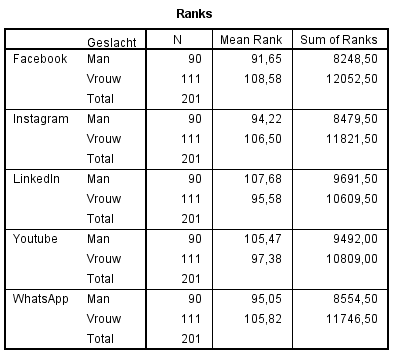 Ranks
Geslacht N Mean Rank Sum of Ranks
Facebook Man 90 91,65 8248,50
Vrouw 111 108,58 12052,50
Total 201
Instagram Man 90 94,22 8479,50
Vrouw 111 106,50 11821,50
Total 201
LinkedIn Man 90 107,68 9691,50
Vrouw 111 95,58 10609,50
Total 201
Youtube Man 90 105,47 9492,00
Vrouw 111 97,38 10809,00
Total 201
WhatsApp Man 90 95,05 8554,50
Vrouw 111 105,82 11746,50
Total 201